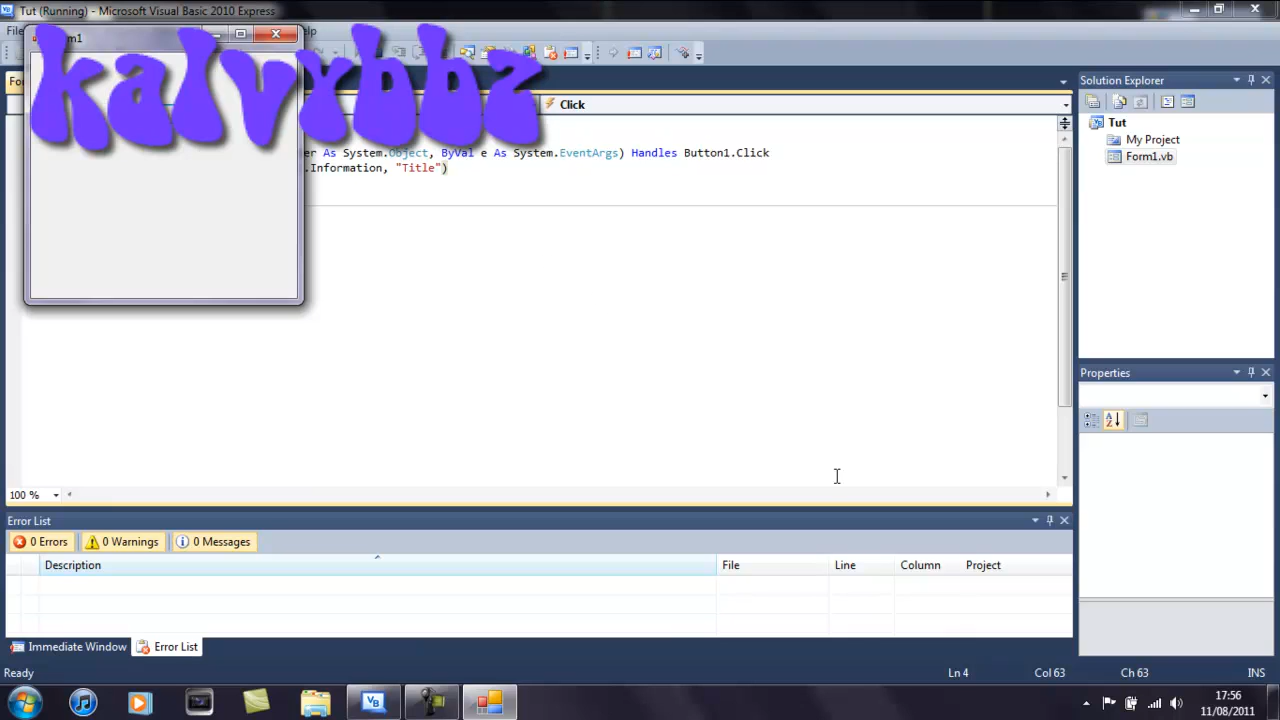 Tut (Running) - Microsoft Visual Basic 2010 Express
kalvxbbz
Click
As System.Object, ByVal e As System.EventArgs) Handles Button1.Click
.Information, "Title")
100 %
Solution Explorer
Tut
My Project
Form1.vb
Properties
Error List
0 Errors
0 Warnings
0 Messages
Description
File
Line
Column
Project
Immediate Window
Error List
Ready
Ln 4
Col 63
Ch 63
INS
17:56
11/08/2011